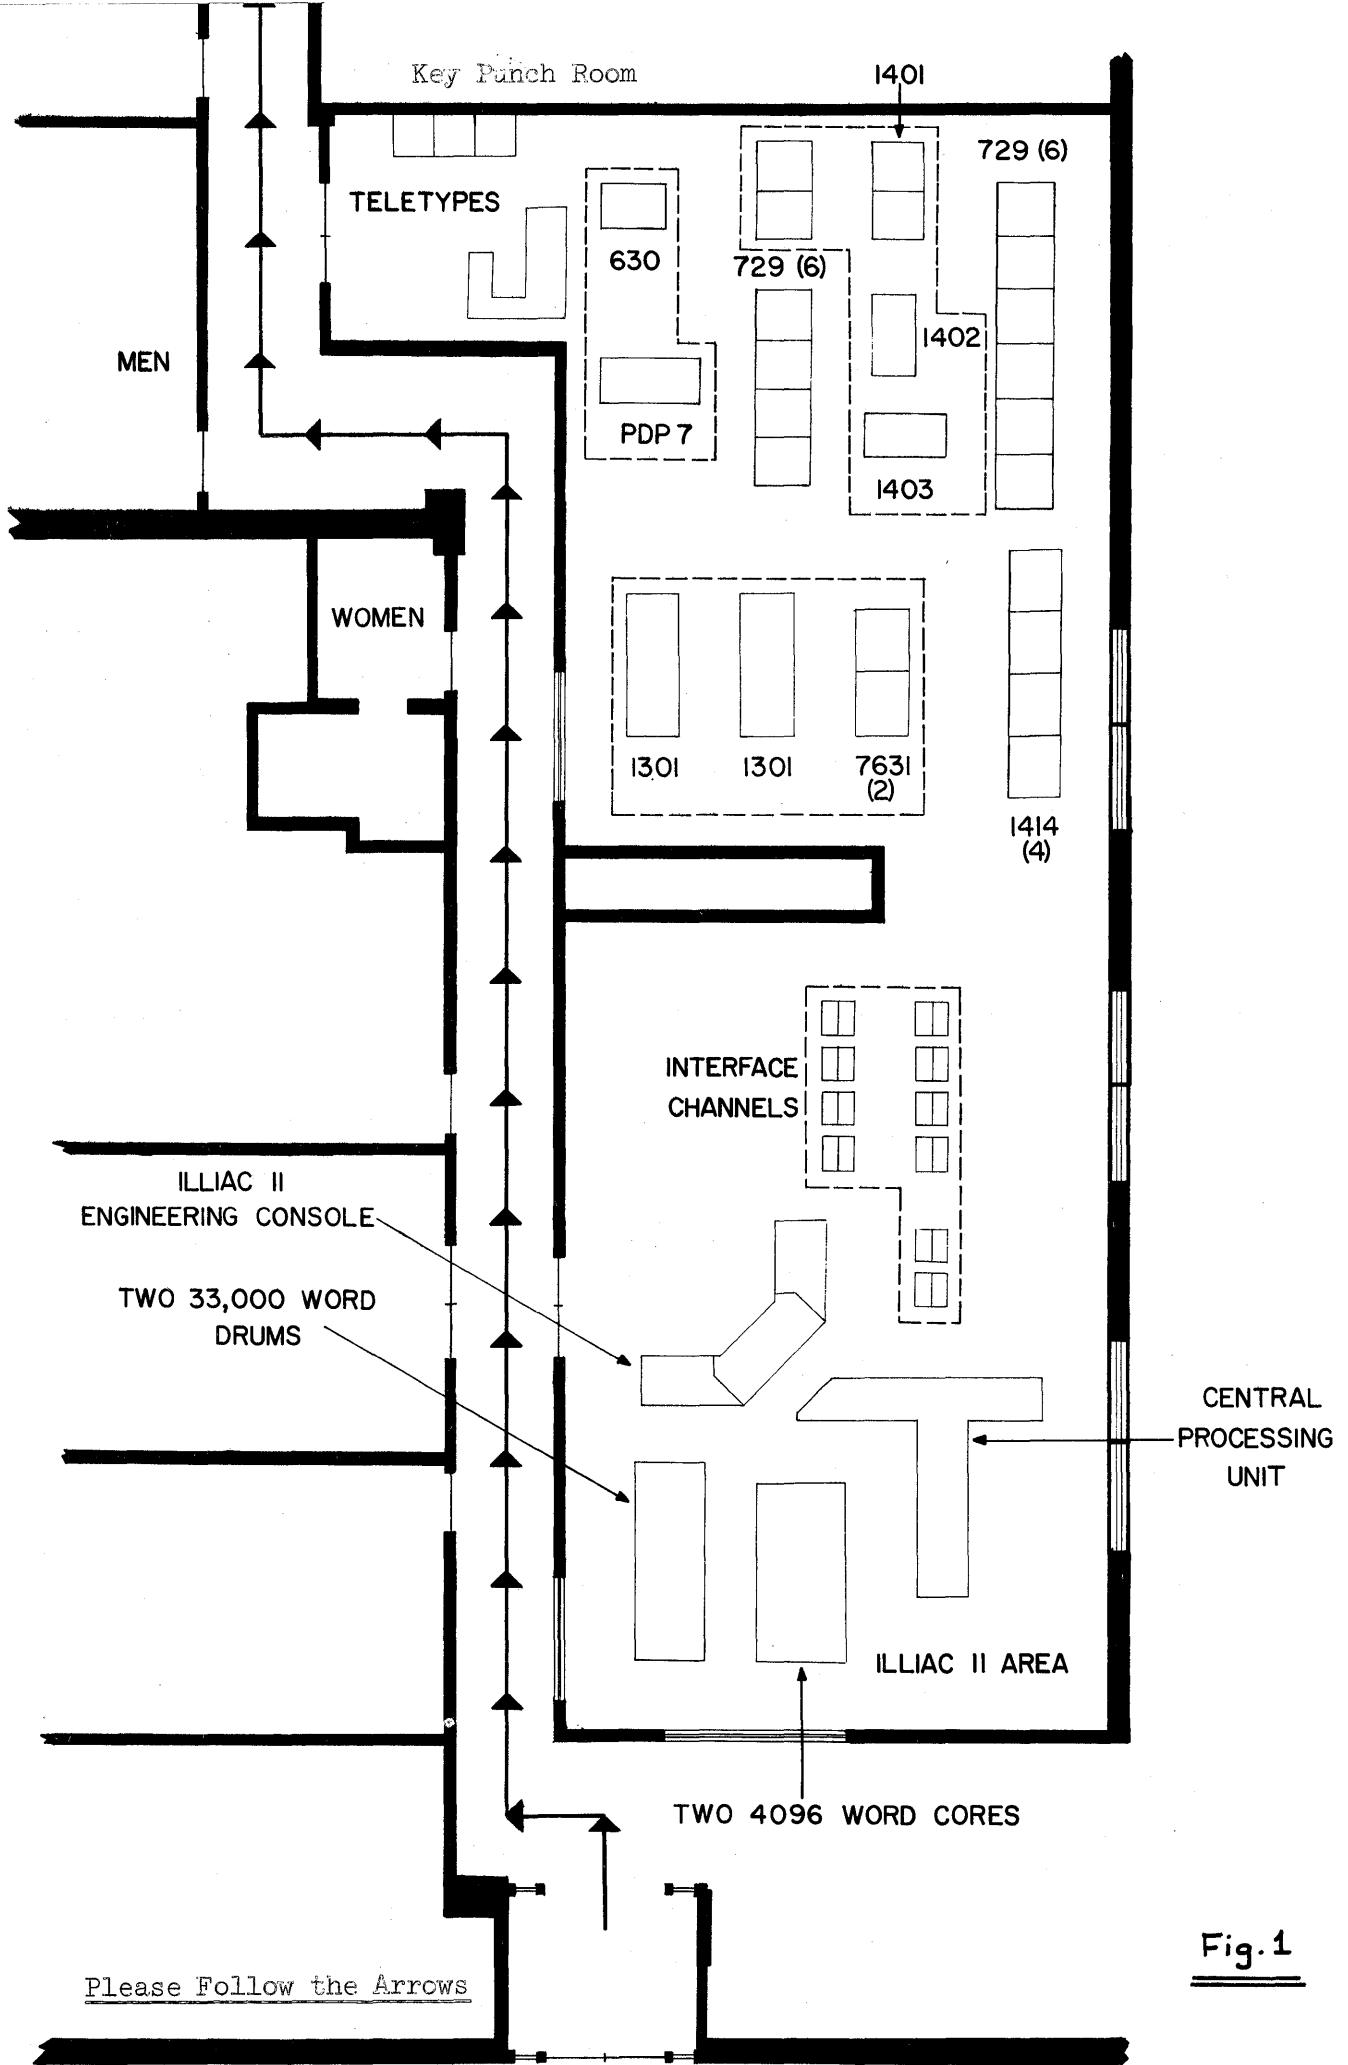 Key Punch Room
1401
729 (6)
TELETYPES
630
729 (6)
1402
MEN
PDP 7
1403
WOMEN
1301
1301
7631
(2)
1414
(4)
INTERFACE
CHANNELS
ILLIAC II
ENGINEERING CONSOLE
TWO 33,000 WORD
DRUMS
CENTRAL
PROCESSING
UNIT
ILLIAC II AREA
TWO 4096 WORD CORES
Fig. 1
Please Follow the Arrows